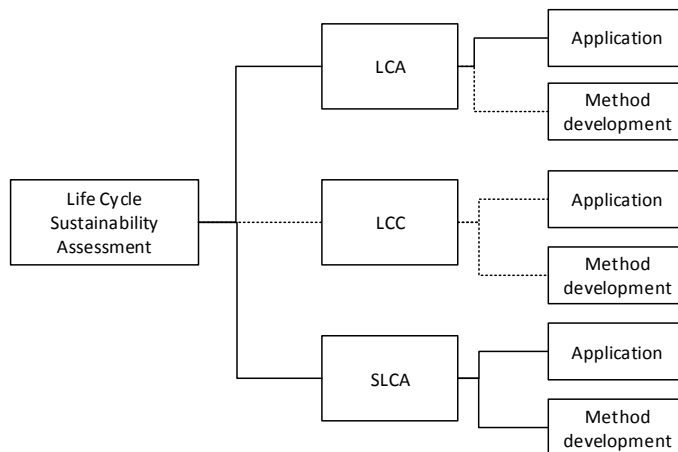 Life Cycle
Sustainability
Assessment
LCA
Application
Method
development
LCC
Application
Method
development
SLCA
Application
Method
development